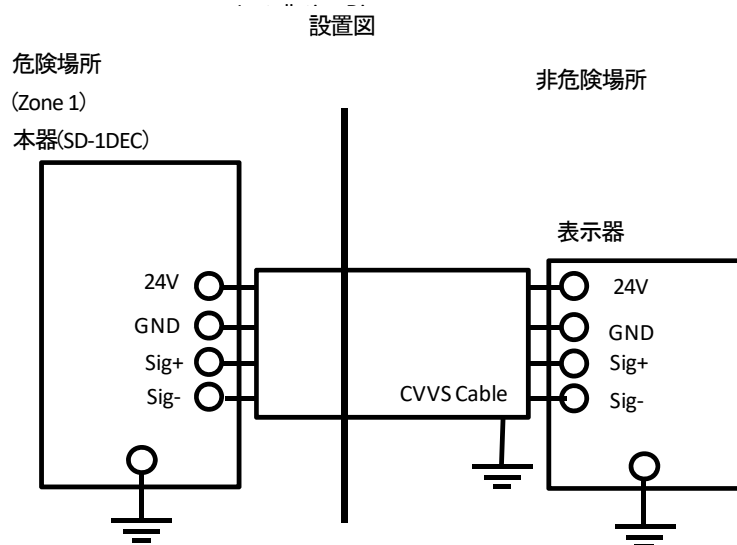 設置図
危険場所
(Zone 1)
本器(SD-1DEC)
非危険場所
表示器
24V
GND
Sig+
Sig-
CVVS Cable
24V
GND
Sig+
Sig-